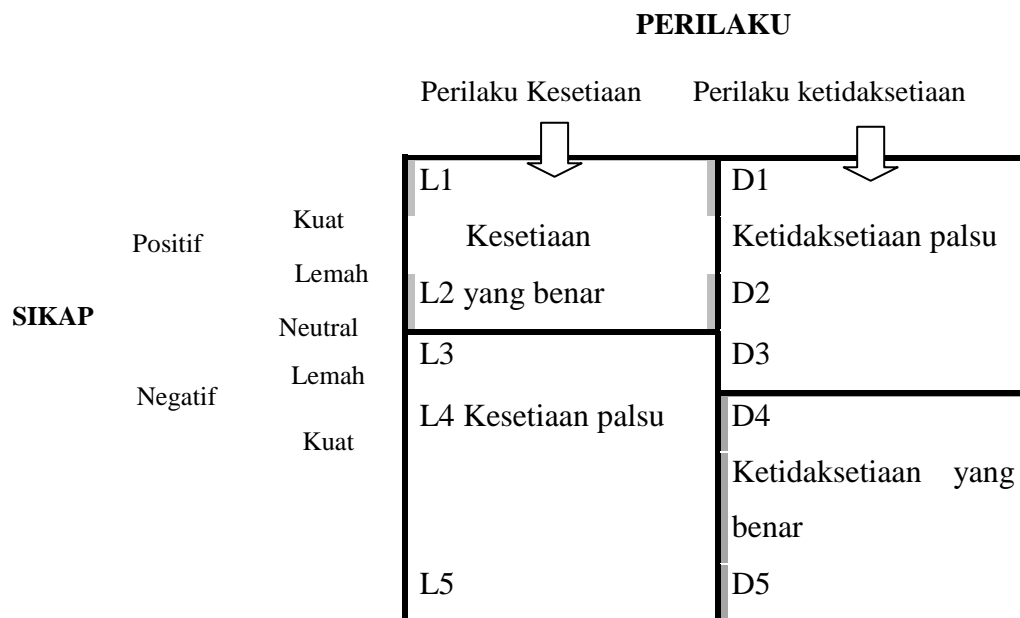 PERILAKU
Perilaku Kesetiaan Perilaku ketidaksetiaan
L1 D1
Kuat
Positif Kesetiaan Ketidaksetiaan palsu
Lemah
L2 yang benar D2
SIKAP
Neutral
L3 D3
Lemah
Negatif
L4 Kesetiaan palsu D4
Kuat
Ketidaksetiaan yang
benar
L5 D5